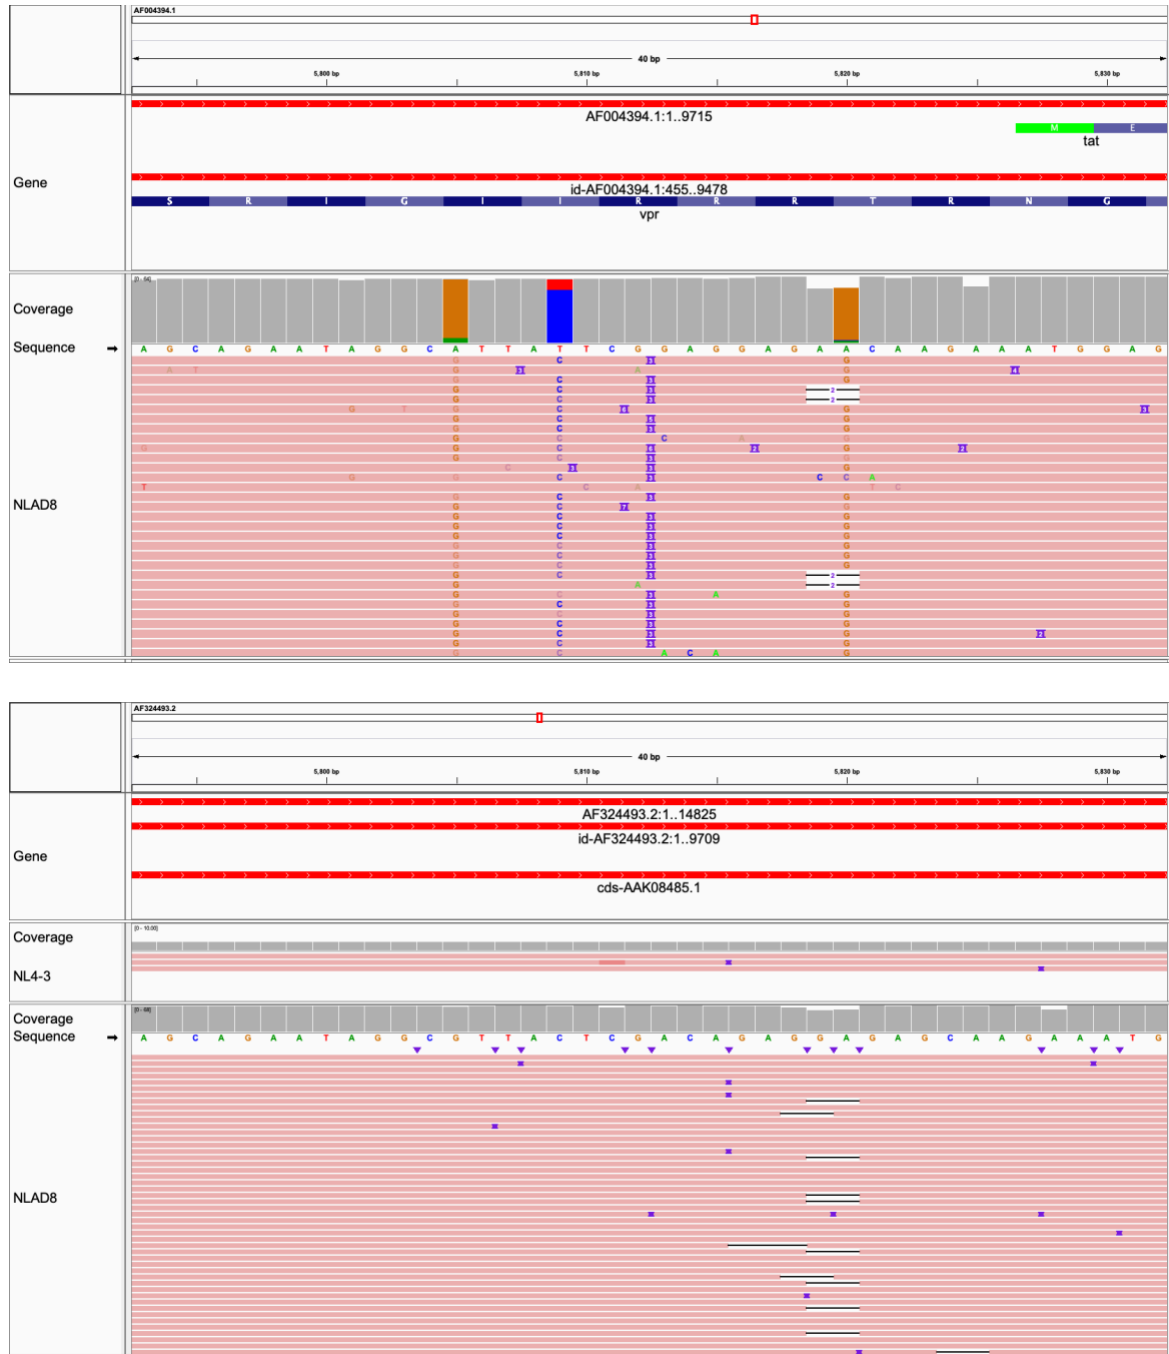 AF004394.1
40 bp
5,800 bp 5,810 bp 5,820 bp 5,830 bp
AF004394.1:1..9715
M E
tat
Gene
id-AF004394.1:455..9478
S R I G I I R R R T R N G
vpr
Coverage
Sequence
A G C A G A A T A G G C A T T A T T C G G A G G A G A A C A A G A A A T G G A G
NLAD8
AF324493.2
40 bp
5,800 bp 5,810 bp 5,820 bp 5,830 bp
AF324493.2:1..14825
id-AF324493.2:1..9709
Gene
cds-AAK08485.1
Coverage
[0 - 10.00]
NL4-3
Coverage
Sequence
A G C A G A A T A G G C G T T A C T C G A C A G A G G A G A G C A A G A A A T G
NLAD8